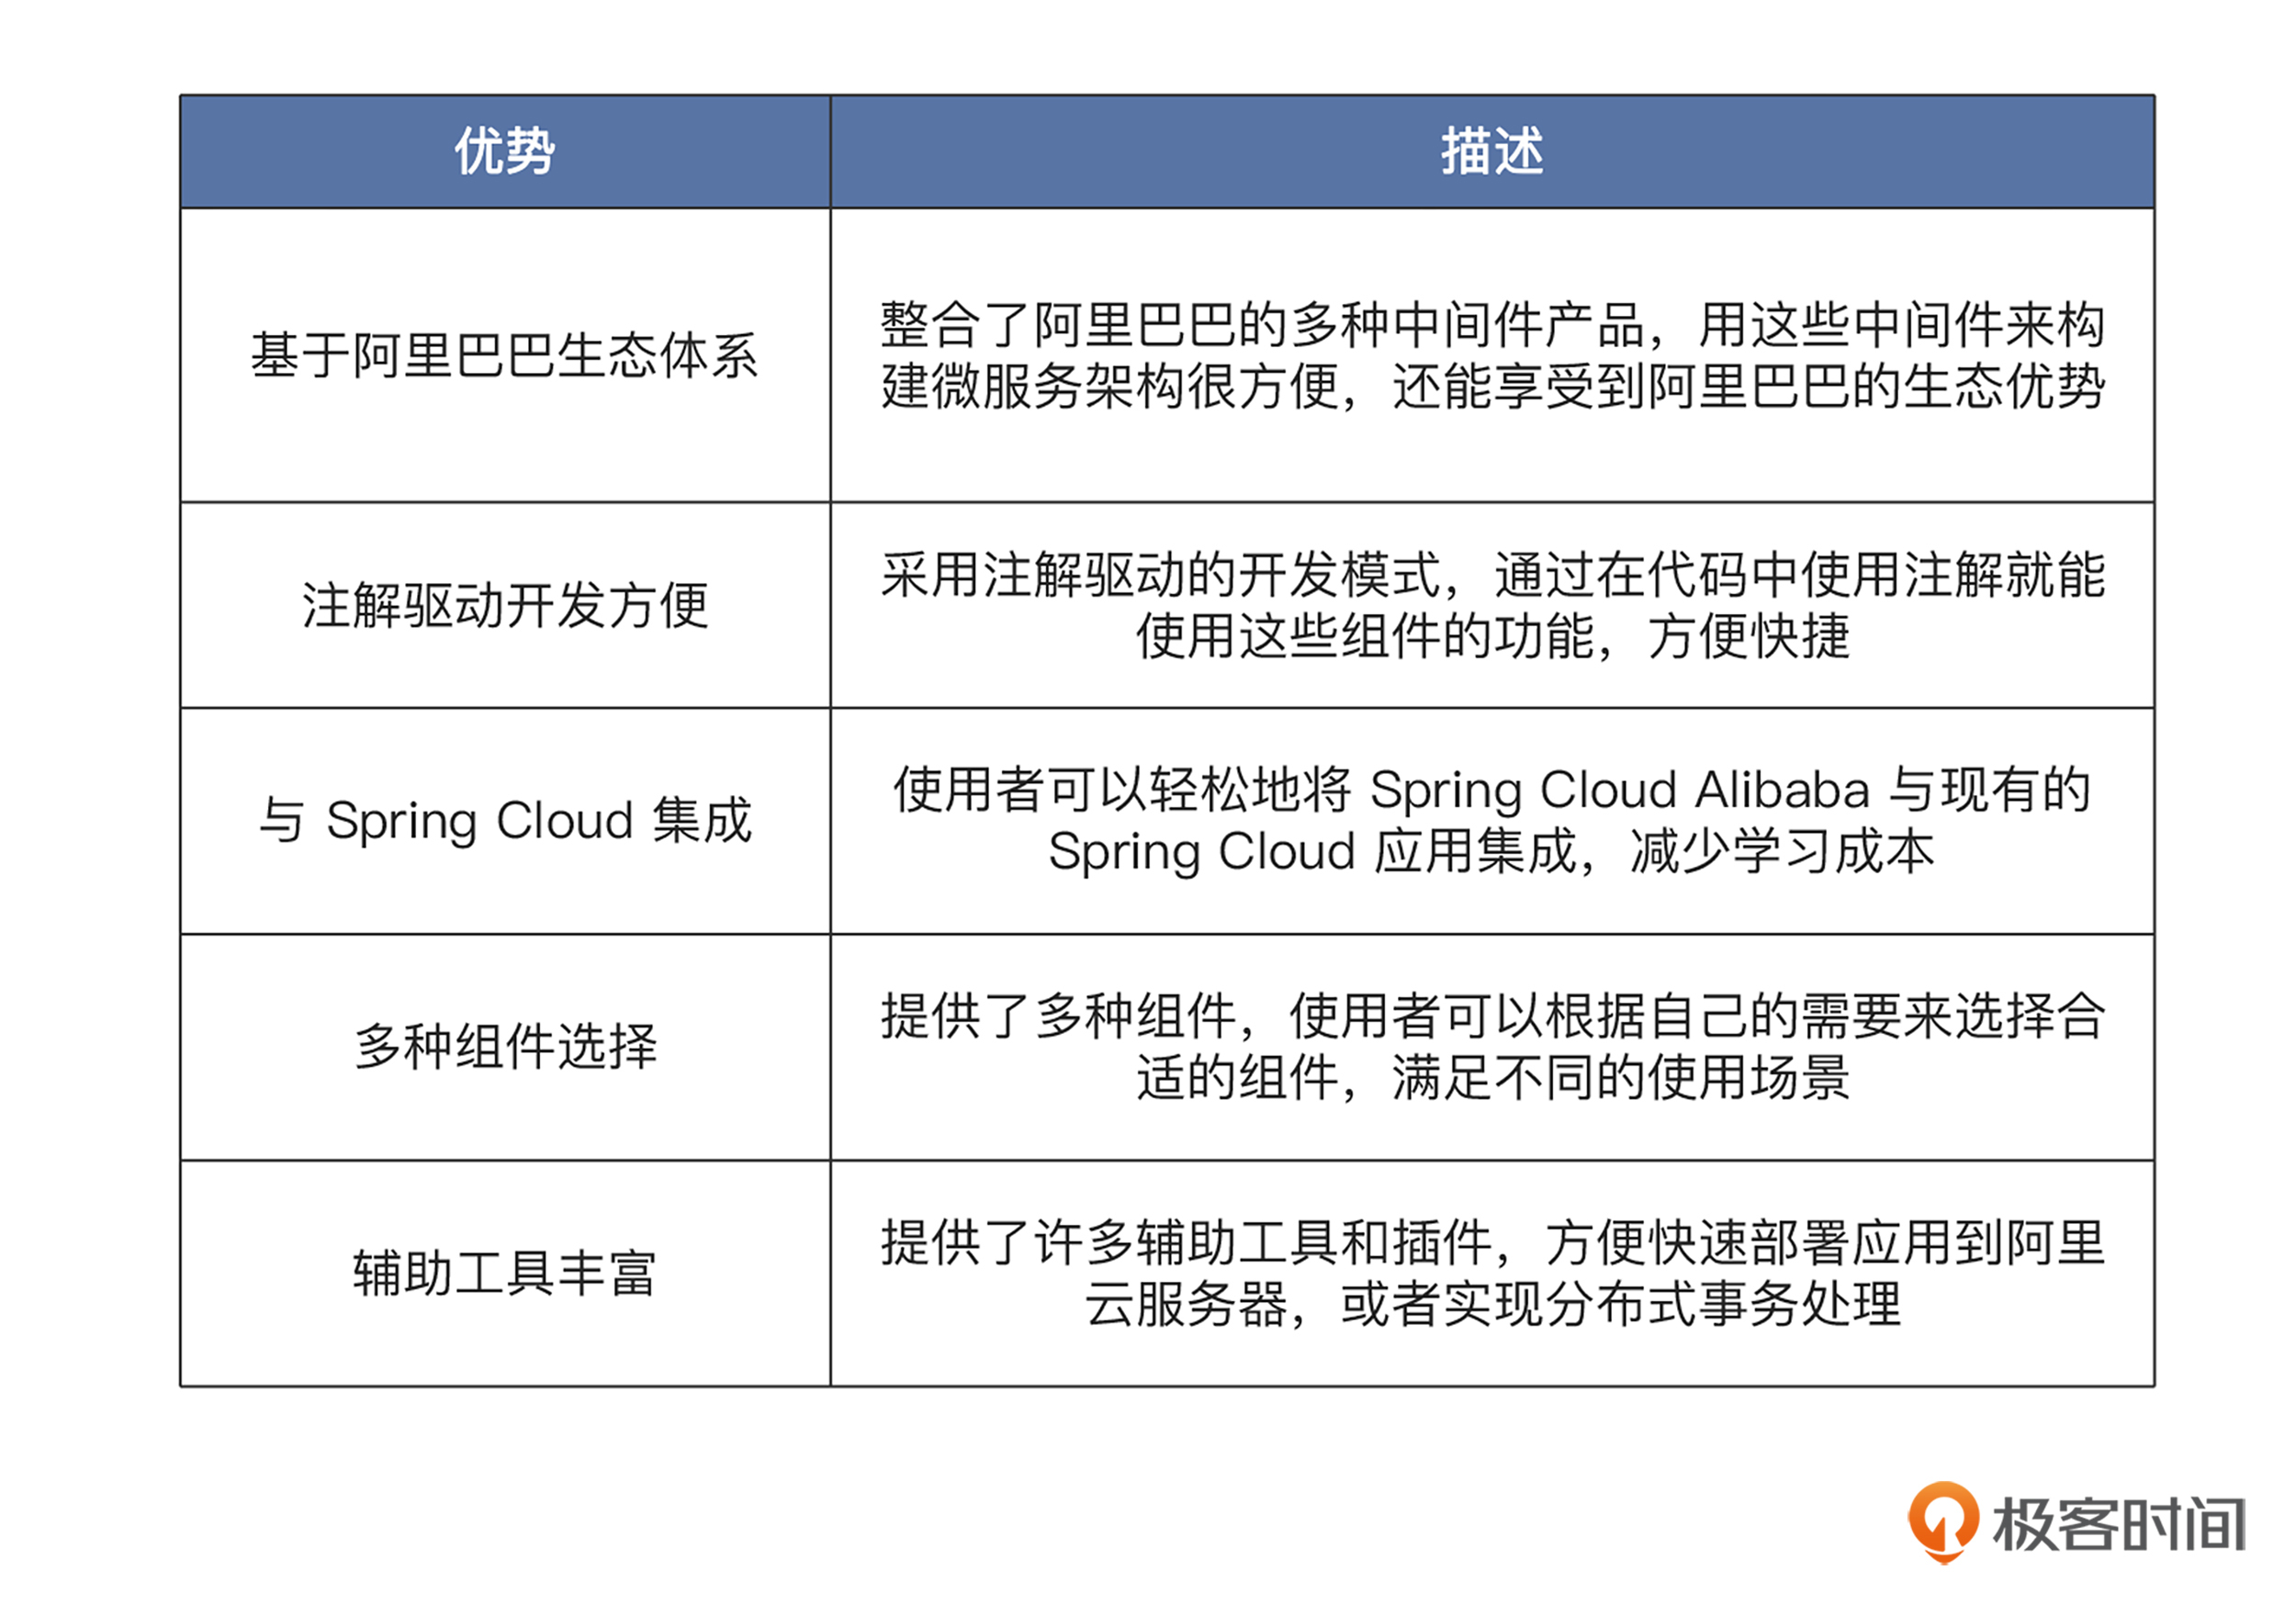 优势
描述
基于阿里巴巴生态体系
整合了阿里巴巴的多种中间件产品，用这些中间件来构
建微服务架构很方便，还能享受到阿里巴巴的生态优势
注解驱动开发方便
采用注解驱动的开发模式，通过在代码中使用注解就能
使用这些组件的功能，方便快捷
与 Spring Cloud 集成
使用者可以轻松地将 Spring Cloud Alibaba 与现有的
Spring Cloud 应用集成，减少学习成本
多种组件选择
提供了多种组件，使用者可以根据自己的需要来选择合
适的组件，满足不同的使用场景
辅助工具丰富
提供了许多辅助工具和插件，方便快速部署应用到阿里
云服务器，或者实现分布式事务处理
极客时间